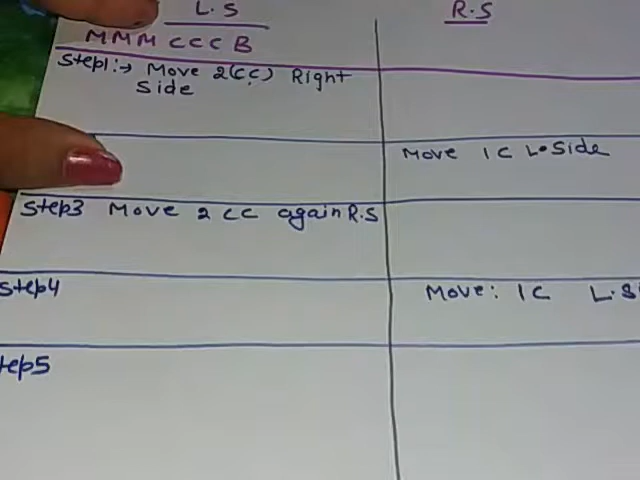 L.S
R.S
MMM CCC B
Step1:→ Move 2(CC) Right
Side
Move 1C L.Side
Step3 Move 2 CC again R.S
Step4
Move: 1C L.S
tep5